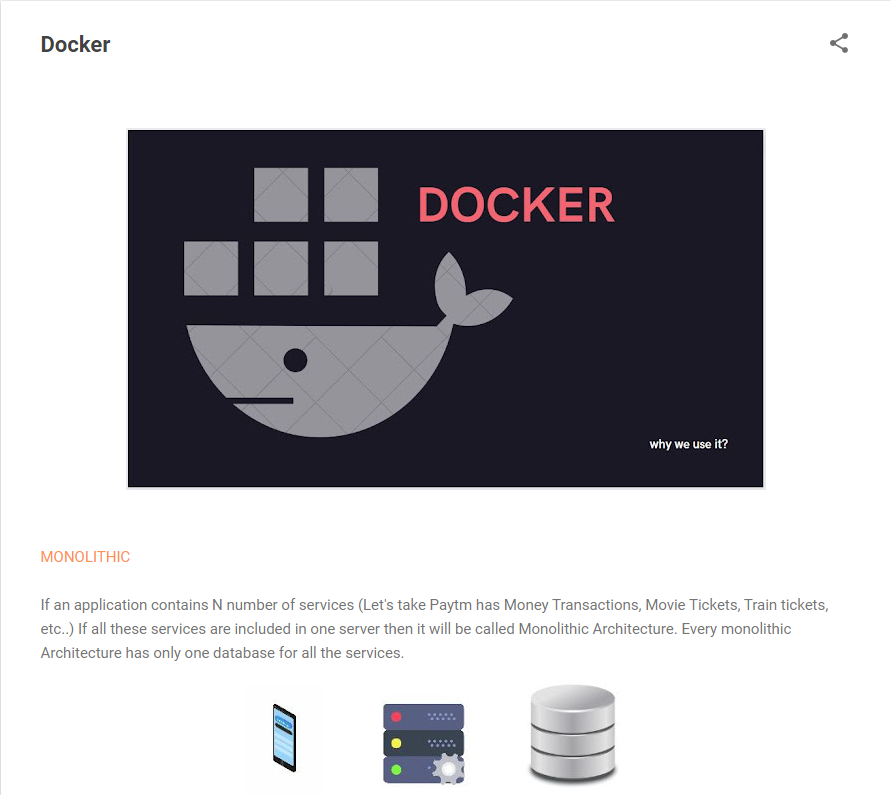 Docker
DOCKER
why we use it?
MONOLITHIC
If an application contains N number of services (Let's take Paytm has Money Transactions, Movie Tickets, Train tickets,
etc..) If all these services are included in one server then it will be called Monolithic Architecture. Every monolithic
Architecture has only one database for all the services.